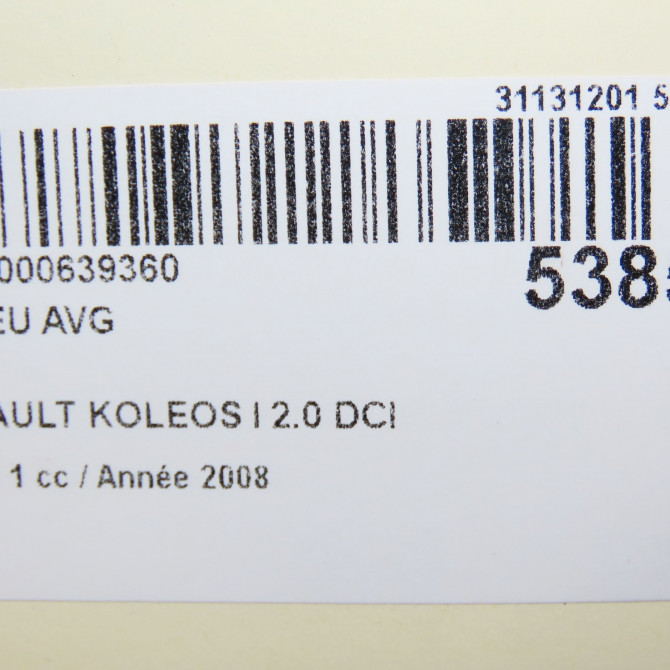 31131201 5
000639360
538
EU AVG
AULT KOLEOS I 2.0 DCI
1 cc / Année 2008